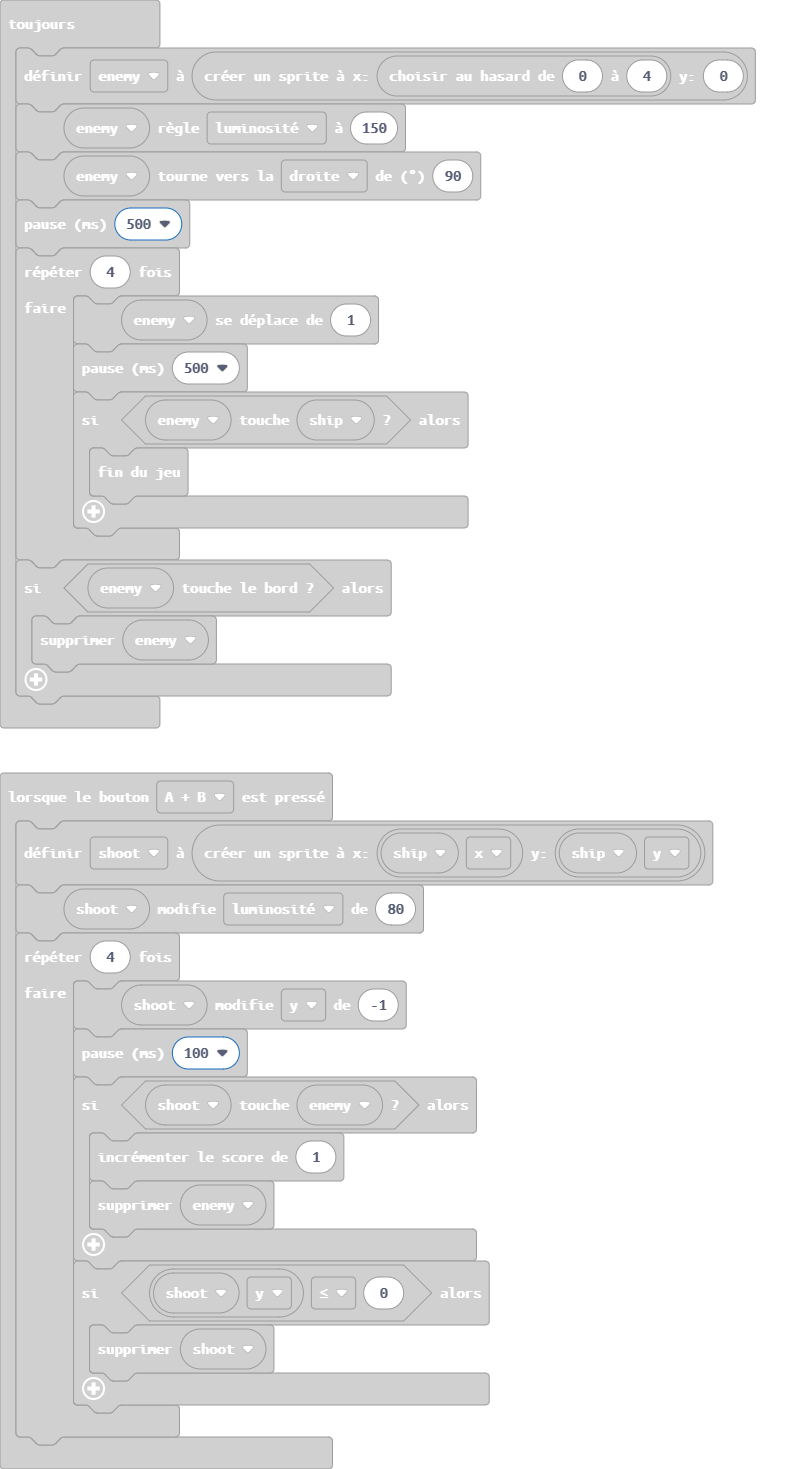 toujours
définir enemy à créer un sprite à x: choisir au hasard de 0 à 4 y: 0
enemy règle luminosité à 150
enemy tourne vers la droite de (°) 90
pause (ms) 500
répéter 4 fois
faire
enemy se déplace de 1
pause (ms) 500
si enemy touche ship ? alors
fin du jeu
si enemy touche le bord ? alors
supprimer enemy
lorsque le bouton A + B est pressé
définir shoot à créer un sprite à x: ship x y: ship y
shoot modifie luminosité de 80
répéter 4 fois
faire
shoot modifie y de -1
pause (ms) 100
si shoot touche enemy ? alors
incrémenter le score de 1
supprimer enemy
si shoot y ≤ 0 alors
supprimer shoot